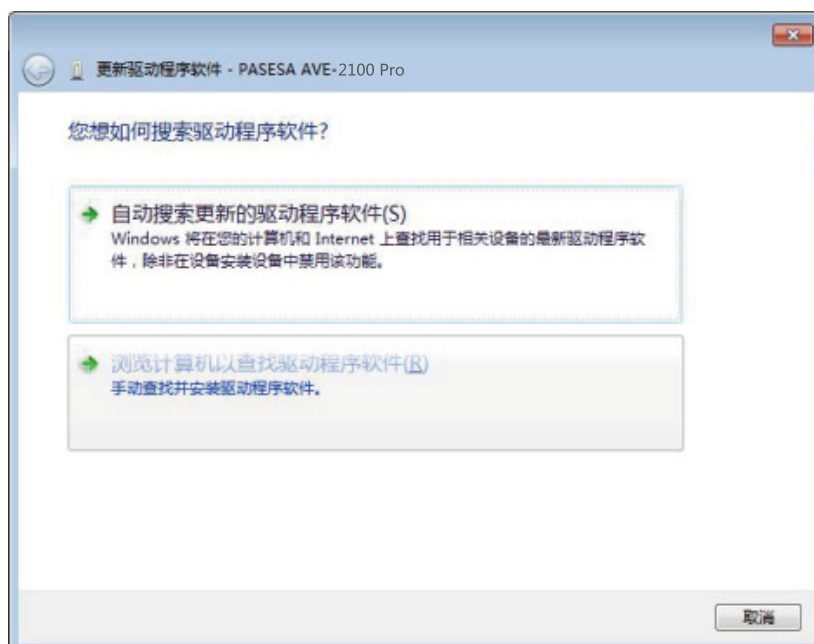 更新驱动程序软件 - PASESA AVE-2100 Pro
您想如何搜索驱动程序软件?
自动搜索更新的驱动程序软件(S)
Windows 将在您的计算机和 Internet 上查找用于相关设备的最新驱动程序软
件，除非在设备安装设备中禁用该功能。
浏览计算机以查找驱动程序软件(R)
手动查找并安装驱动程序软件。
取消